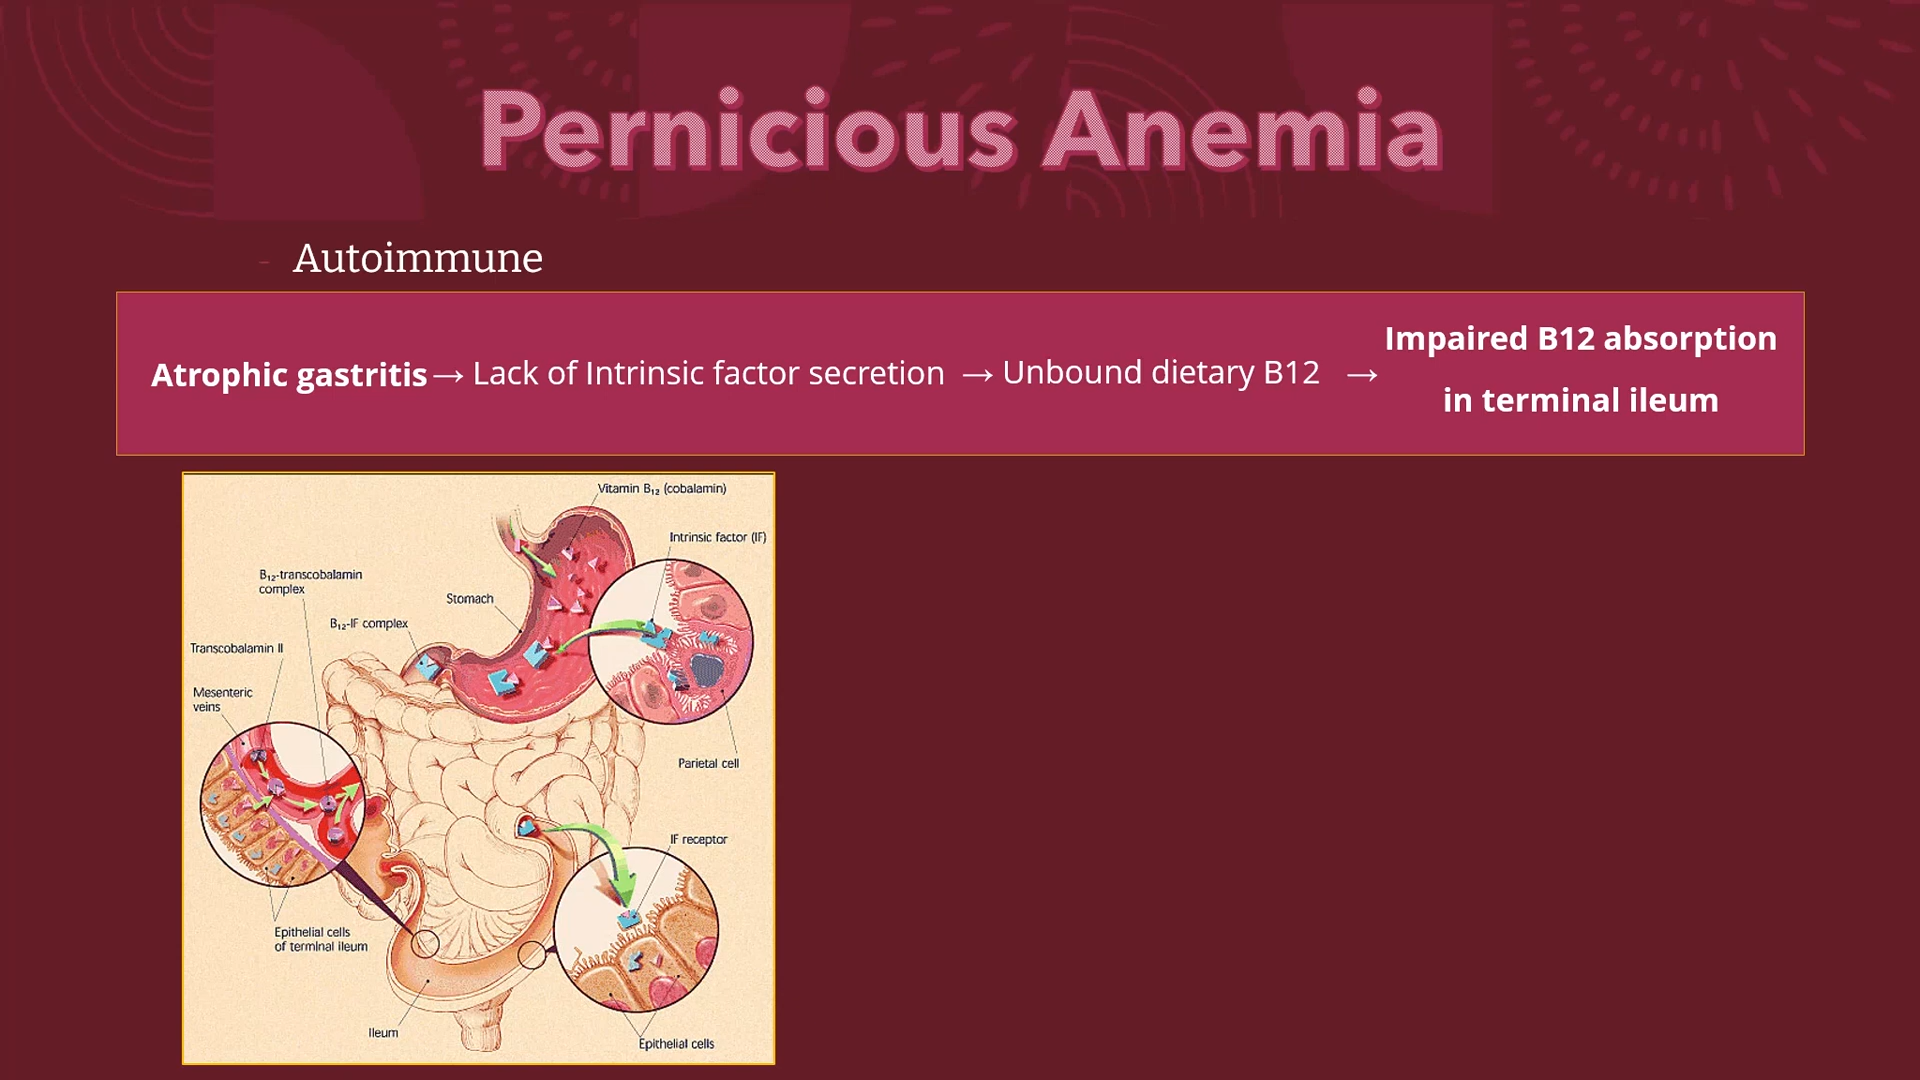 Pernicious Anemia
- Autoimmune
Atrophic gastritis → Lack of Intrinsic factor secretion → Unbound dietary B12 → Impaired B12 absorption
in terminal ileum
Vitamin B₁₂ (cobalamin)
Intrinsic factor (IF)
B₁₂-transcobalamin
complex
Stomach
B₁₂-IF complex
Transcobalamin II
Mesenteric
veins
Parietal cell
IF receptor
Epithelial cells
of terminal ileum
Ileum
Epithelial cells